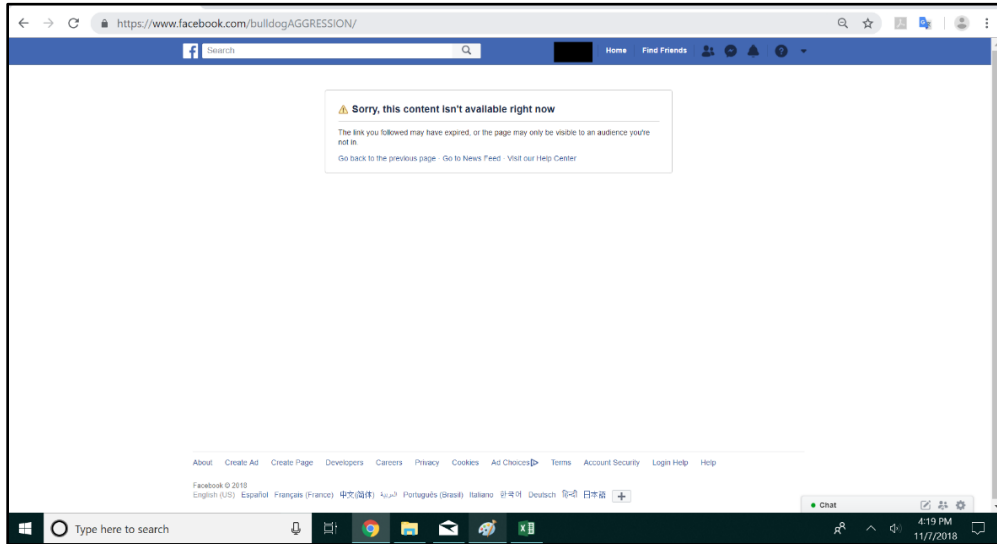 https://www.facebook.com/bulldogAGGRESSION/
Search
Home Find Friends
Sorry, this content isn't available right now
The link you followed may have expired, or the page may only be visible to an audience you're
not in.
Go back to the previous page · Go to News Feed · Visit our Help Center
About Create Ad Create Page Developers Careers Privacy Cookies Ad Choices Terms Account Security Login Help Help
Facebook © 2018
English (US) Español Français (France) 中文(简体) العربية Português (Brasil) Italiano 한국어 Deutsch हिन्दी 日本語
Chat
Type here to search
4:19 PM
11/7/2018